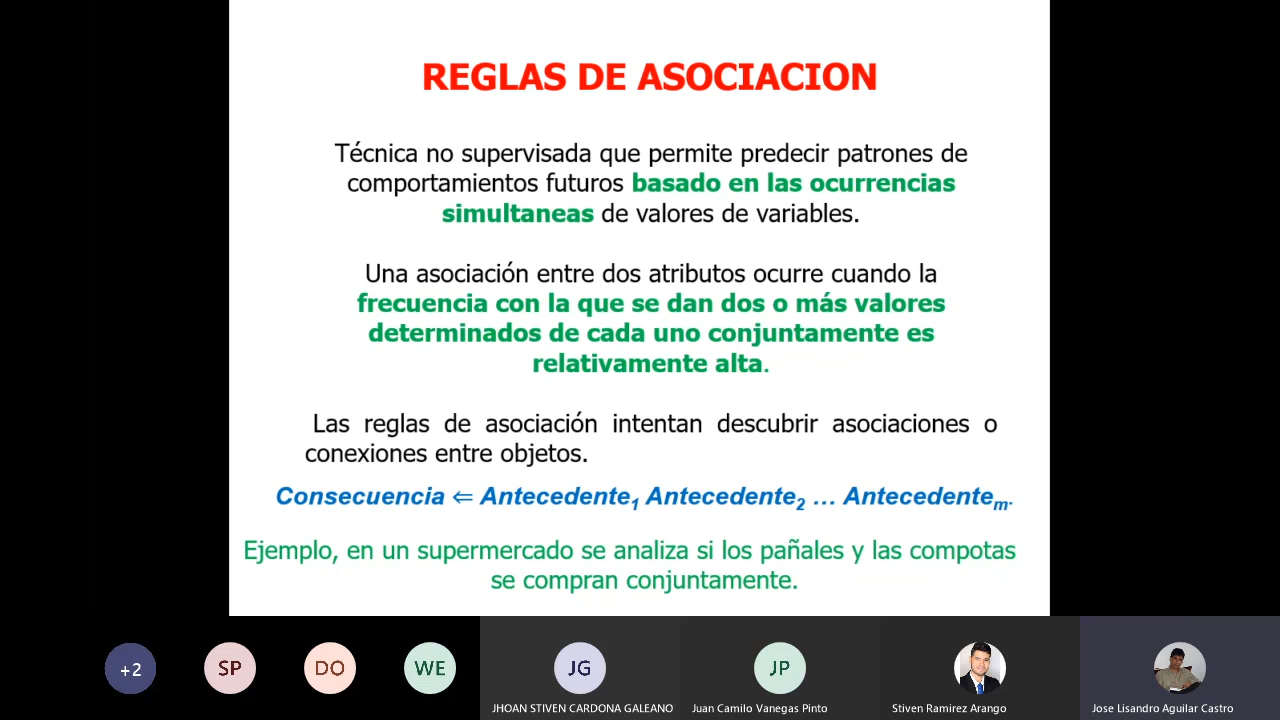 REGLAS DE ASOCIACION
Técnica no supervisada que permite predecir patrones de
comportamientos futuros basado en las ocurrencias
simultaneas de valores de variables.
Una asociación entre dos atributos ocurre cuando la
frecuencia con la que se dan dos o más valores
determinados de cada uno conjuntamente es
relativamente alta.
Las reglas de asociación intentan descubrir asociaciones o
conexiones entre objetos.
Consecuencia ⇐ Antecedente1 Antecedente2 … Antecedentem.
Ejemplo, en un supermercado se analiza si los pañales y las compotas
se compran conjuntamente.
+2
SP
DO
WE
JG
JP
JHOAN STIVEN CARDONA GALEANO
Juan Camilo Vanegas Pinto
Stiven Ramirez Arango
Jose Lisandro Aguilar Castro